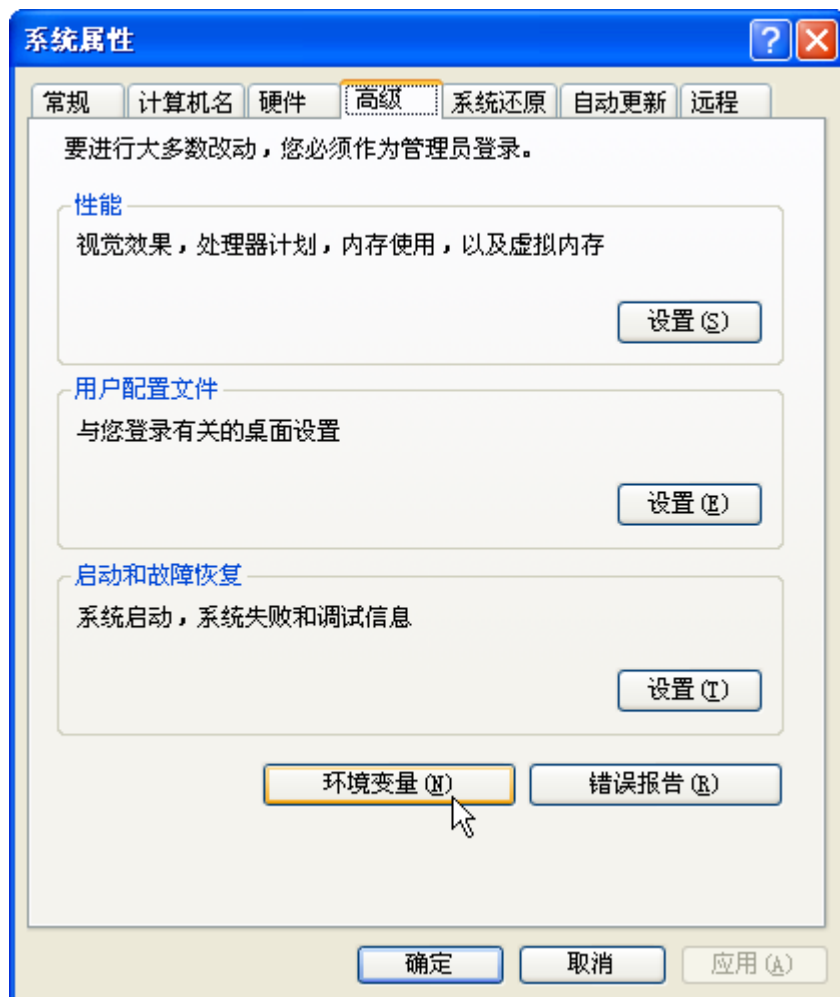 系统属性
常规 计算机名 硬件 高级 系统还原 自动更新 远程
要进行大多数改动，您必须作为管理员登录。
性能
视觉效果，处理器计划，内存使用，以及虚拟内存
设置(S)
用户配置文件
与您登录有关的桌面设置
设置(E)
启动和故障恢复
系统启动，系统失败和调试信息
设置(T)
环境变量(N) 错误报告(R)
确定 取消 应用(A)